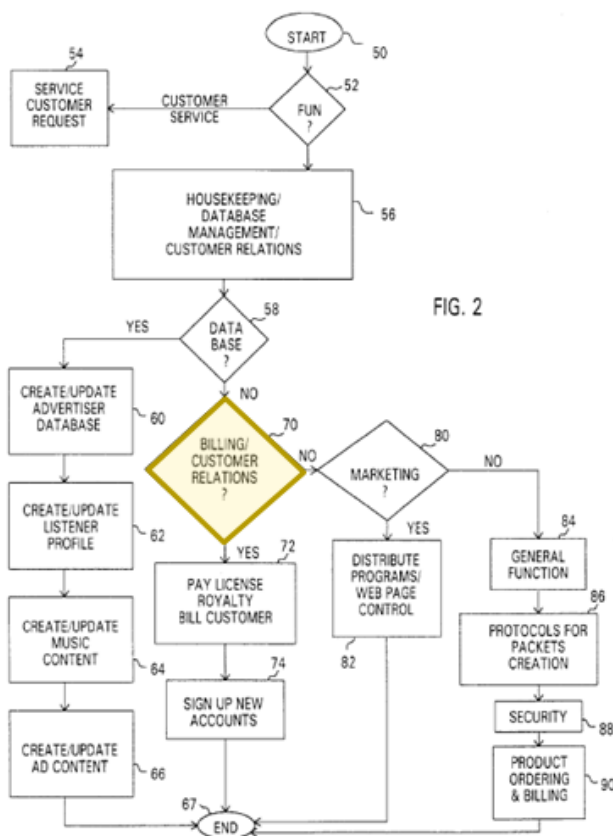 START
50
54
SERVICE
CUSTOMER
REQUEST
CUSTOMER
SERVICE
52
FUN
?
HOUSEKEEPING/
DATABASE
MANAGEMENT/
CUSTOMER RELATIONS
56
FIG. 2
58
YES
DATA
BASE
?
NO
CREATE/UPDATE
ADVERTISER
DATABASE
60
70
BILLING/
CUSTOMER
RELATIONS
?
NO
80
MARKETING
?
NO
CREATE/UPDATE
LISTENER
PROFILE
62
YES
72
PAY LICENSE
ROYALTY
BILL CUSTOMER
YES
DISTRIBUTE
PROGRAMS/
WEB PAGE
CONTROL
82
84
GENERAL
FUNCTION
86
PROTOCOLS FOR
PACKETS
CREATION
CREATE/UPDATE
MUSIC
CONTENT
64
74
SIGN UP NEW
ACCOUNTS
SECURITY
88
CREATE/UPDATE
AD CONTENT
66
PRODUCT
ORDERING
& BILLING
90
67
END